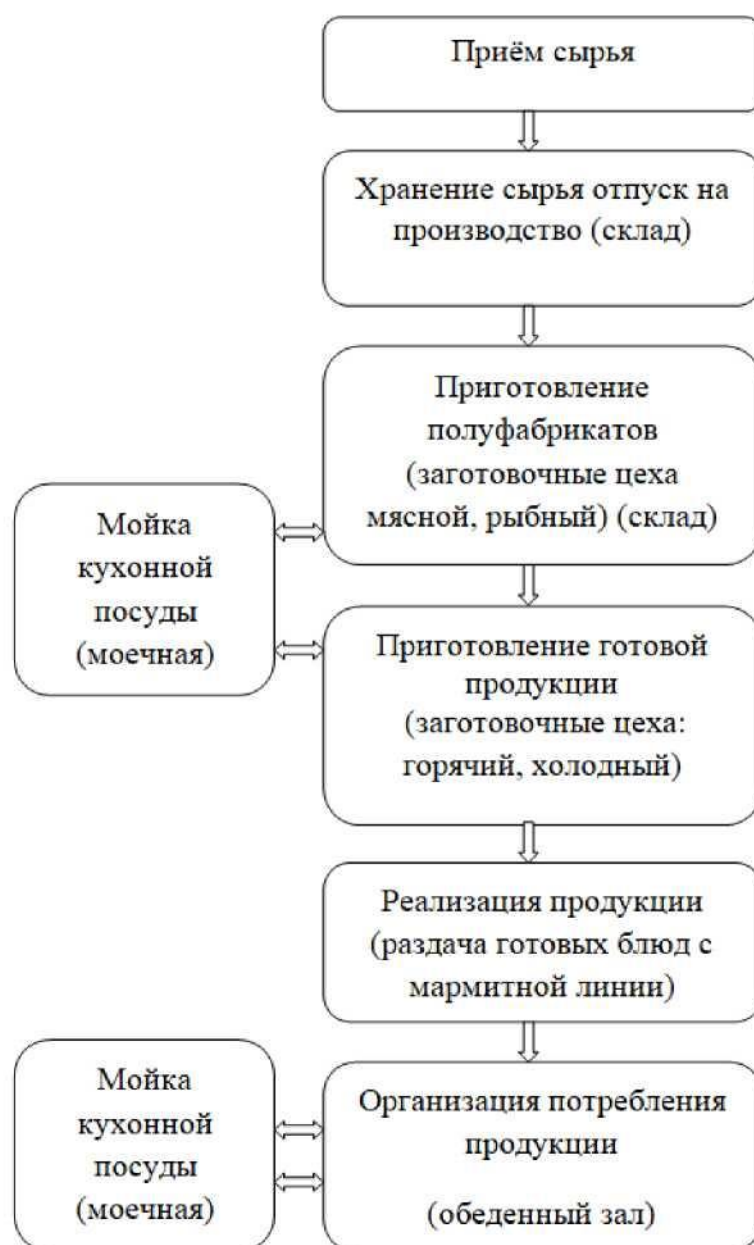 Приём сырья
Хранение сырья отпуск на
производство (склад)
Приготовление
полуфабрикатов
(заготовочные цеха
мясной, рыбный) (склад)
Мойка
кухонной
посуды
(моечная)
Приготовление готовой
продукции
(заготовочные цеха:
горячий, холодный)
Реализация продукции
(раздача готовых блюд с
мармитной линии)
Мойка
кухонной
посуды
(моечная)
Организация потребления
продукции
(обеденный зал)